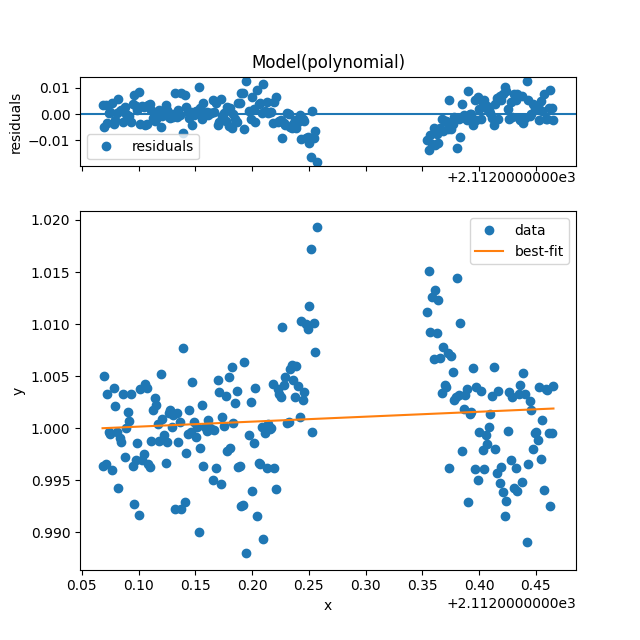 Model(polynomial)
0.01
0.00
−0.01
residuals
residuals
+2.1120000000e3
1.020
1.015
1.010
1.005
1.000
0.995
0.990
y
data
best-fit
0.05
0.10
0.15
0.20
0.25
0.30
0.35
0.40
0.45
x
+2.1120000000e3